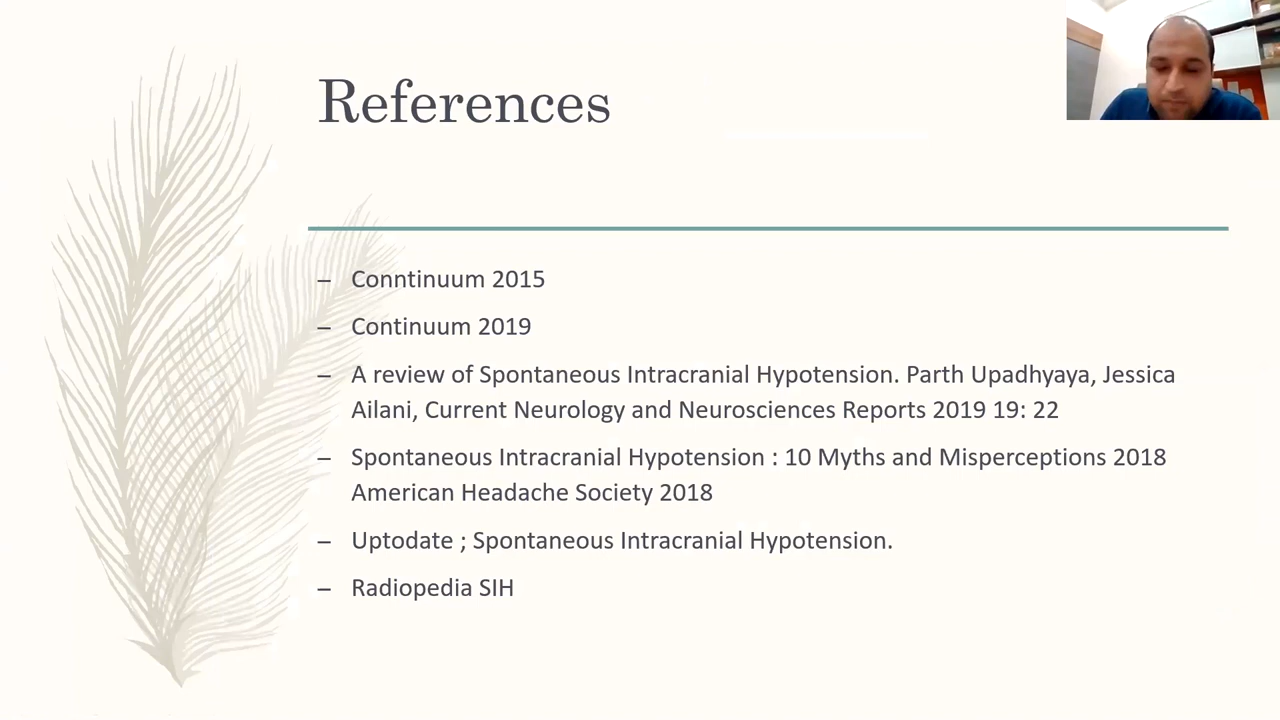 References
– Conntinuum 2015
– Continuum 2019
– A review of Spontaneous Intracranial Hypotension. Parth Upadhyaya, Jessica
Ailani, Current Neurology and Neurosciences Reports 2019 19: 22
– Spontaneous Intracranial Hypotension : 10 Myths and Misperceptions 2018
American Headache Society 2018
– Uptodate ; Spontaneous Intracranial Hypotension.
– Radiopedia SIH